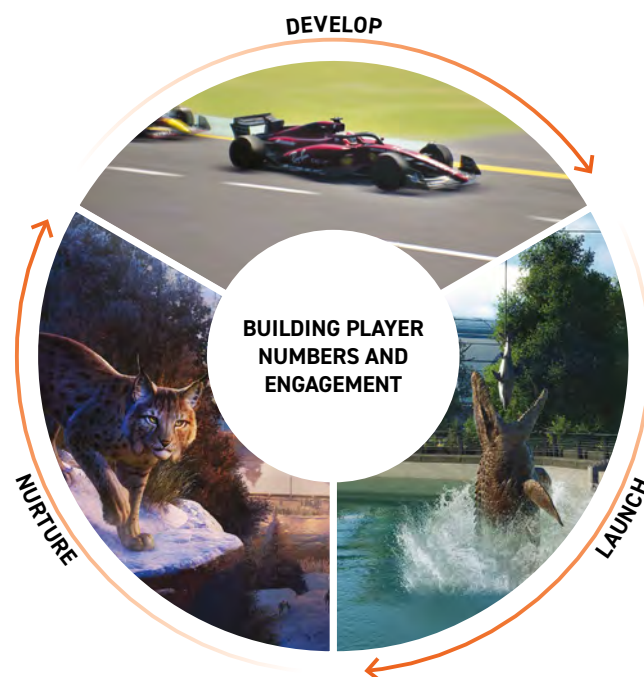 DEVELOP
BUILDING PLAYER
NUMBERS AND
ENGAGEMENT
NURTURE
LAUNCH